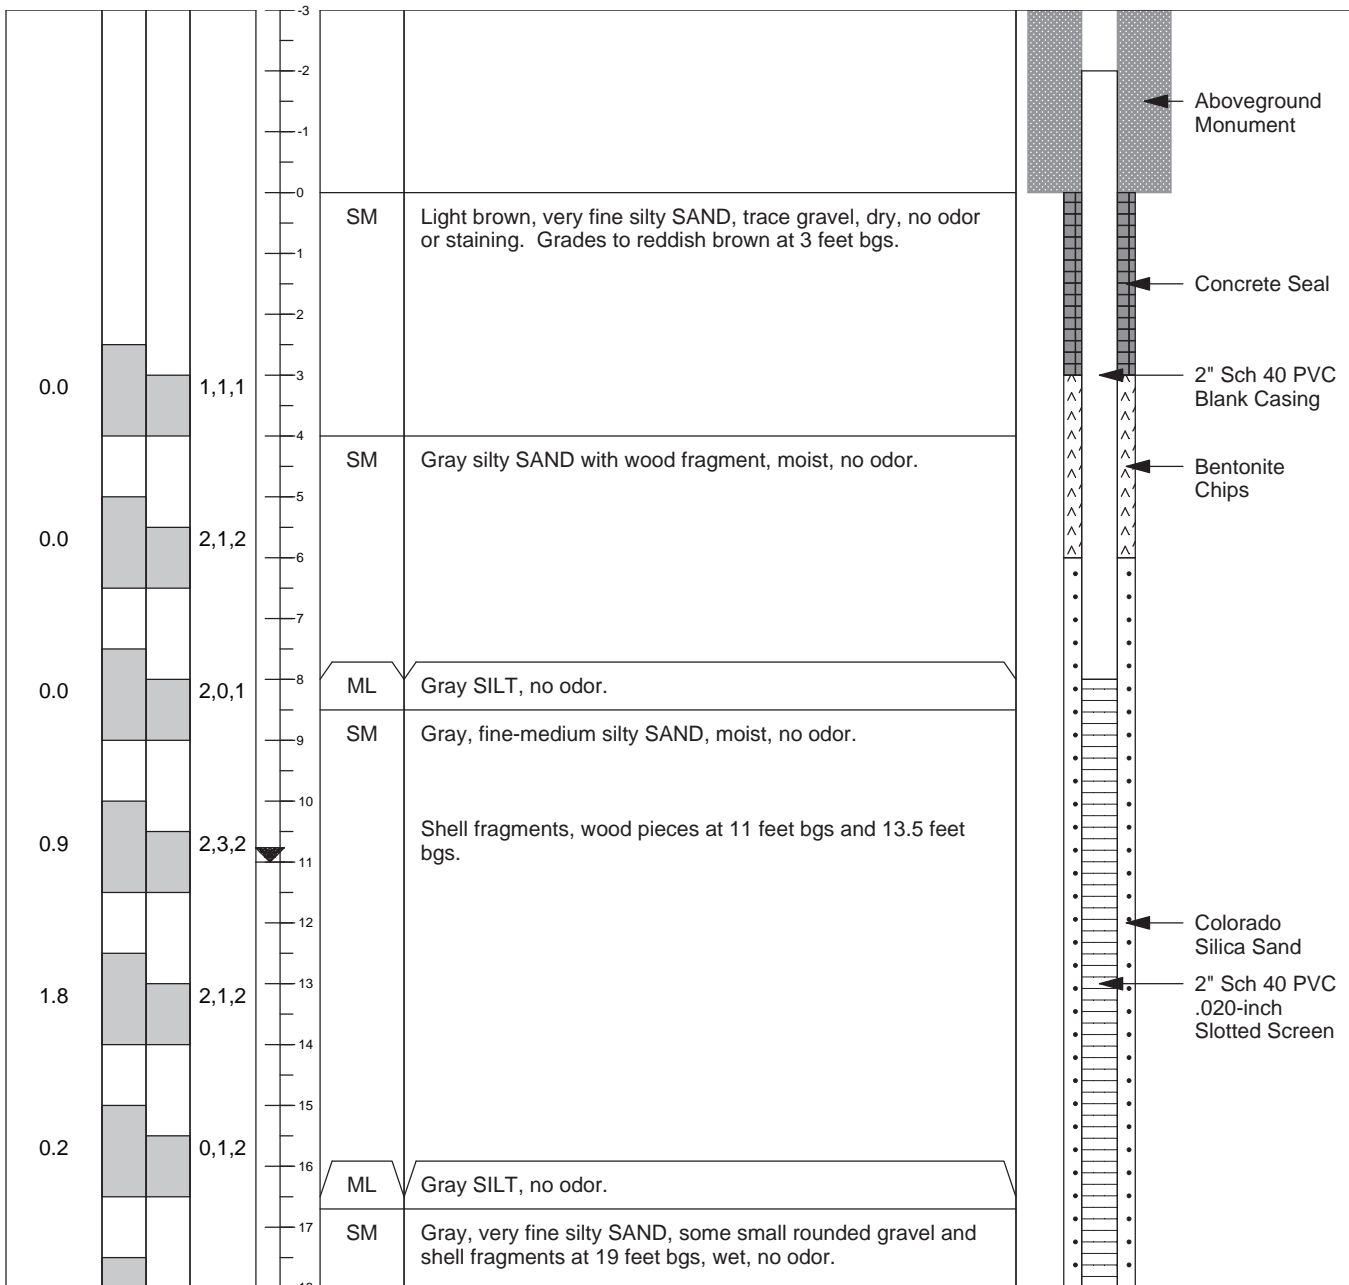 -3
-2
Aboveground
Monument
-1
0
SM Light brown, very fine silty SAND, trace gravel, dry, no odor
or staining. Grades to reddish brown at 3 feet bgs.
1
Concrete Seal
2
0.0 1,1,1 3 2" Sch 40 PVC
Blank Casing
4
SM Gray silty SAND with wood fragment, moist, no odor.
Bentonite
Chips
5
0.0 2,1,2
6
7
0.0 2,0,1 8 ML Gray SILT, no odor.
SM Gray, fine-medium silty SAND, moist, no odor.
9
10
Shell fragments, wood pieces at 11 feet bgs and 13.5 feet
bgs.
0.9 2,3,2
11
12 Colorado
Silica Sand
13 2" Sch 40 PVC
.020-inch
Slotted Screen
1.8 2,1,2
14
15
0.2 0,1,2
16
ML Gray SILT, no odor.
17
SM Gray, very fine silty SAND, some small rounded gravel and
shell fragments at 19 feet bgs, wet, no odor.